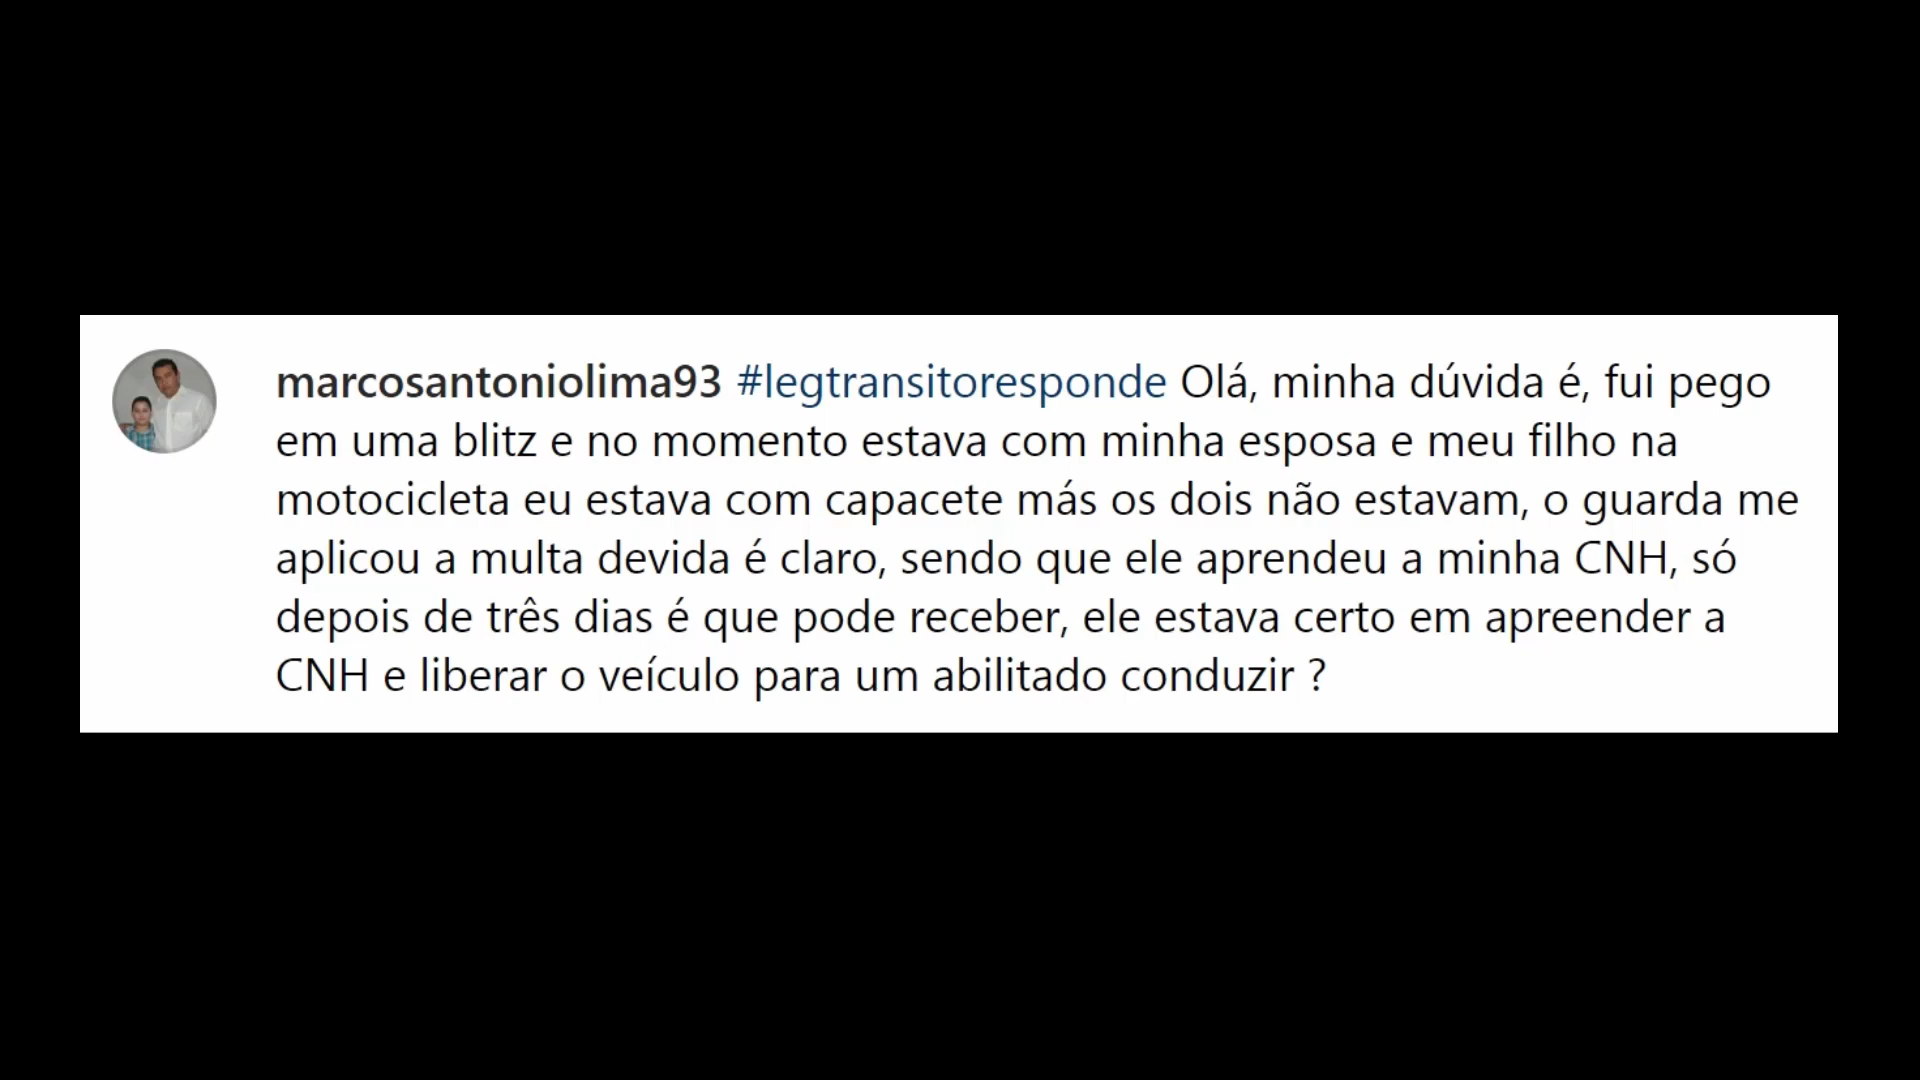 marcosantoniolima93 #legtransitoresponde Olá, minha dúvida é, fui pego
em uma blitz e no momento estava com minha esposa e meu filho na
motocicleta eu estava com capacete más os dois não estavam, o guarda me
aplicou a multa devida é claro, sendo que ele aprendeu a minha CNH, só
depois de três dias é que pode receber, ele estava certo em apreender a
CNH e liberar o veículo para um abilitado conduzir ?